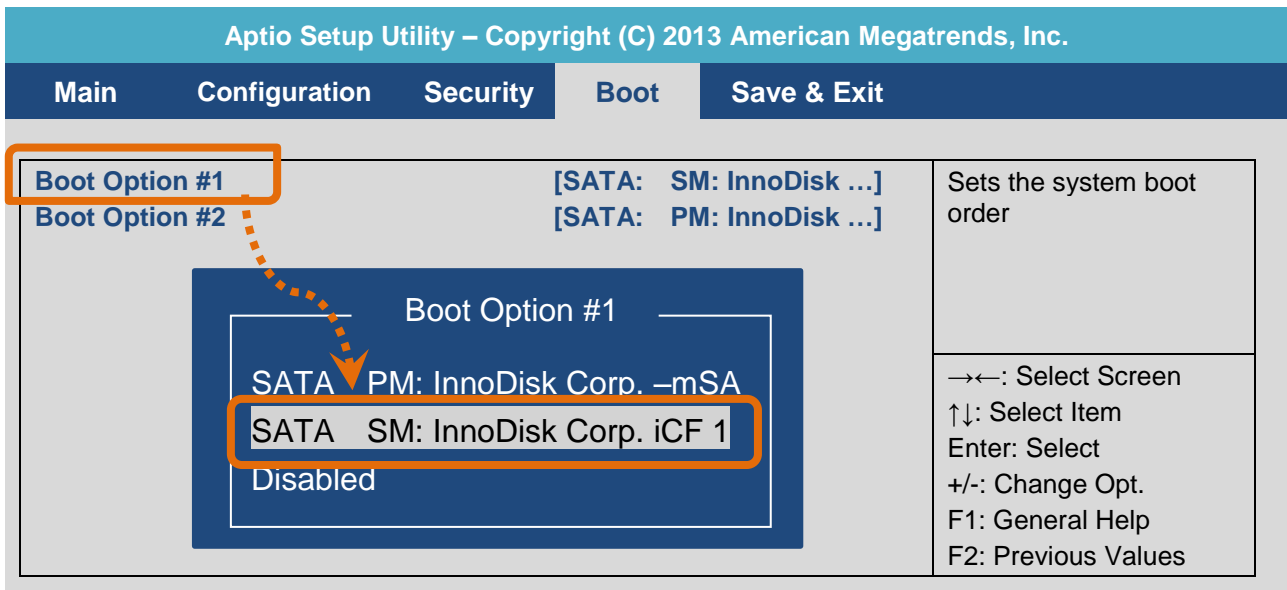 Aptio Setup Utility – Copyright (C) 2013 American Megatrends, Inc.
Main Configuration Security Boot Save & Exit
Boot Option #1 [SATA: SM: InnoDisk …]
Boot Option #2 [SATA: PM: InnoDisk …]
Sets the system boot
order
Boot Option #1
SATA PM: InnoDisk Corp. –mSA
SATA SM: InnoDisk Corp. iCF 1
Disabled
→←: Select Screen
↑↓: Select Item
Enter: Select
+/-: Change Opt.
F1: General Help
F2: Previous Values